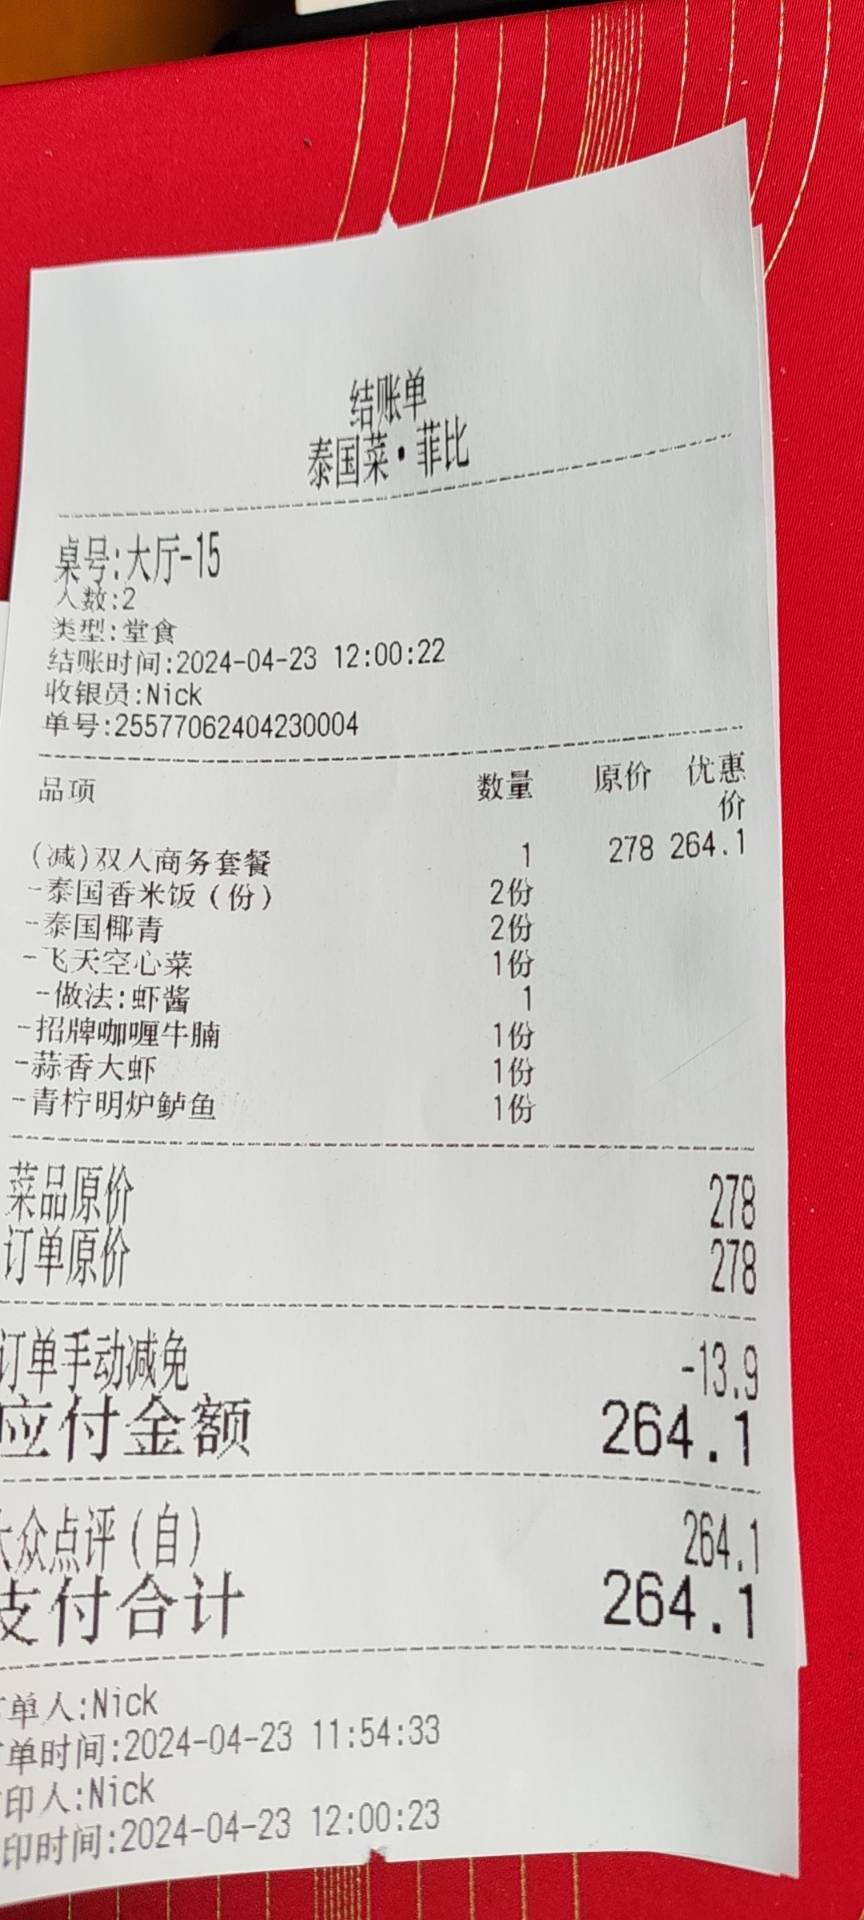 结账单
泰国菜·菲比
桌号:大厅-15
人数:2
类型:堂食
结账时间:2024-04-23 12:00:22
收银员:Nick
单号:25577062404230004
品项 数量 原价 优惠价
(减)双人商务套餐 1 278 264.1
-泰国香米饭(份) 2份
-泰国椰青 2份
-飞天空心菜 1份
-做法:虾酱 1
-招牌咖喱牛腩 1份
-蒜香大虾 1份
-青柠明炉鲈鱼 1份
菜品原价 278
订单原价 278
订单手动减免 -13.9
应付金额 264.1
大众点评(自) 264.1
支付合计 264.1
单人:Nick
单时间:2024-04-23 11:54:33
印人:Nick
印时间:2024-04-23 12:00:23